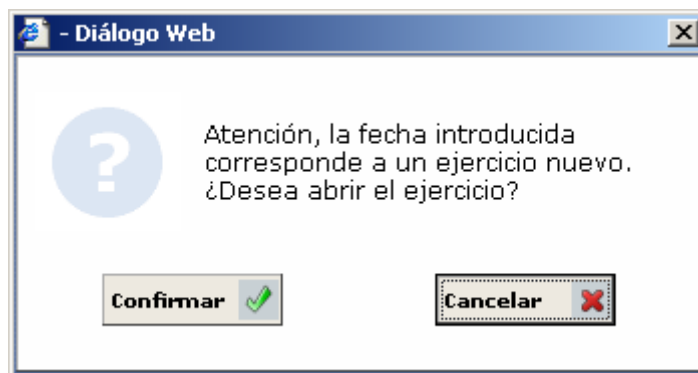 - Diálogo Web
Atención, la fecha introducida
corresponde a un ejercicio nuevo.
¿Desea abrir el ejercicio?
Confirmar
Cancelar